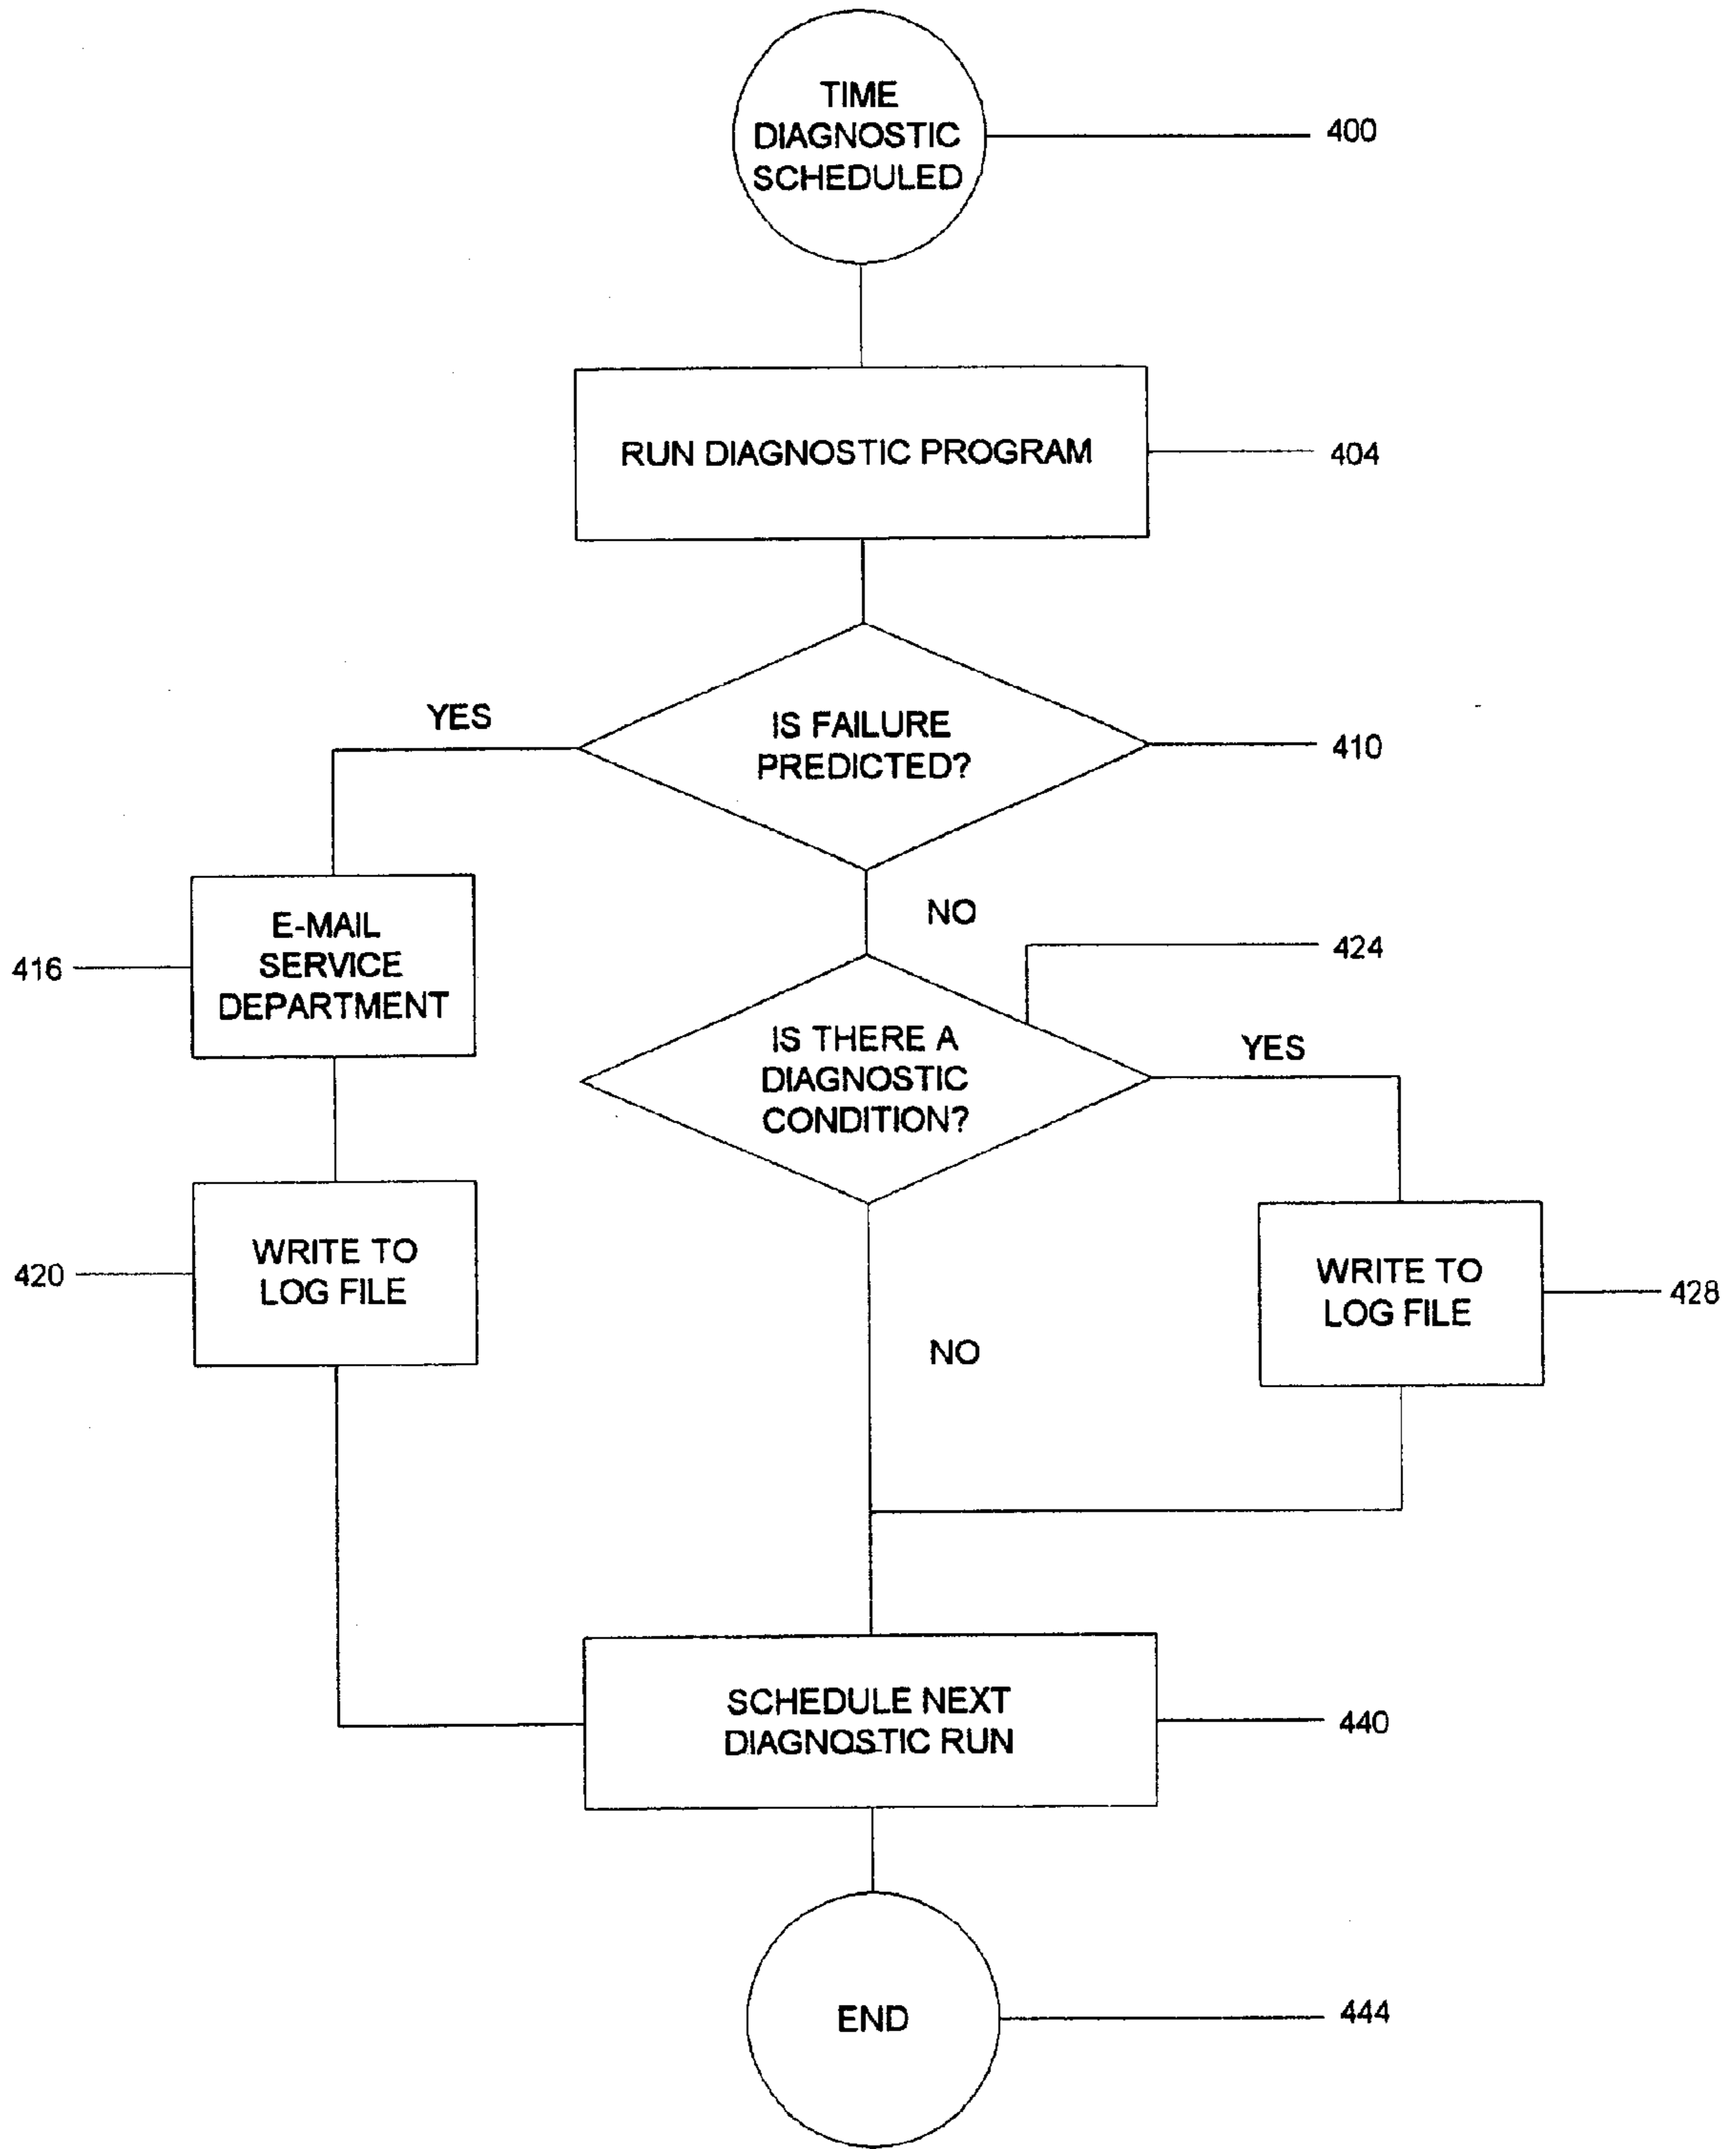 TIME
DIAGNOSTIC
SCHEDULED
400
RUN DIAGNOSTIC PROGRAM
404
YES
IS FAILURE
PREDICTED?
410
NO
E-MAIL
SERVICE
DEPARTMENT
416
424
IS THERE A
DIAGNOSTIC
CONDITION?
YES
WRITE TO
LOG FILE
420
WRITE TO
LOG FILE
428
NO
SCHEDULE NEXT
DIAGNOSTIC RUN
440
END
444